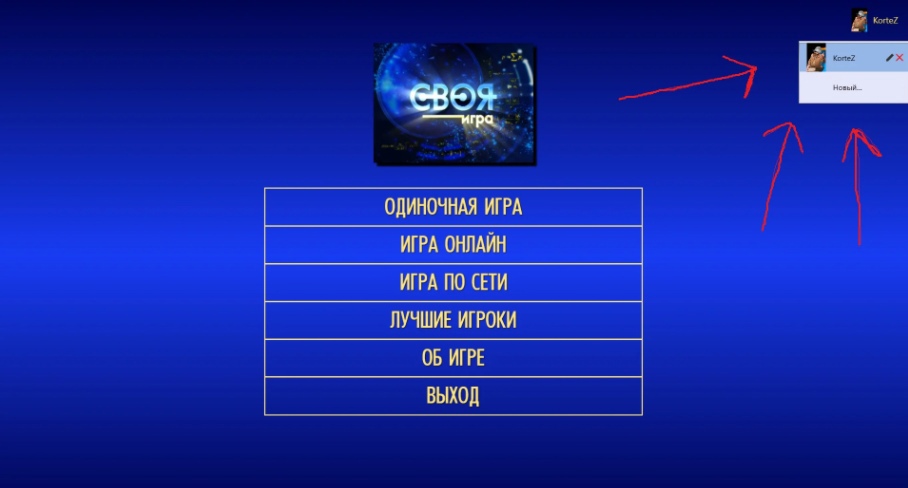 KorteZ
KorteZ
Новый...
СВОЯ
игра
ОДИНОЧНАЯ ИГРА
ИГРА ОНЛАЙН
ИГРА ПО СЕТИ
ЛУЧШИЕ ИГРОКИ
ОБ ИГРЕ
ВЫХОД